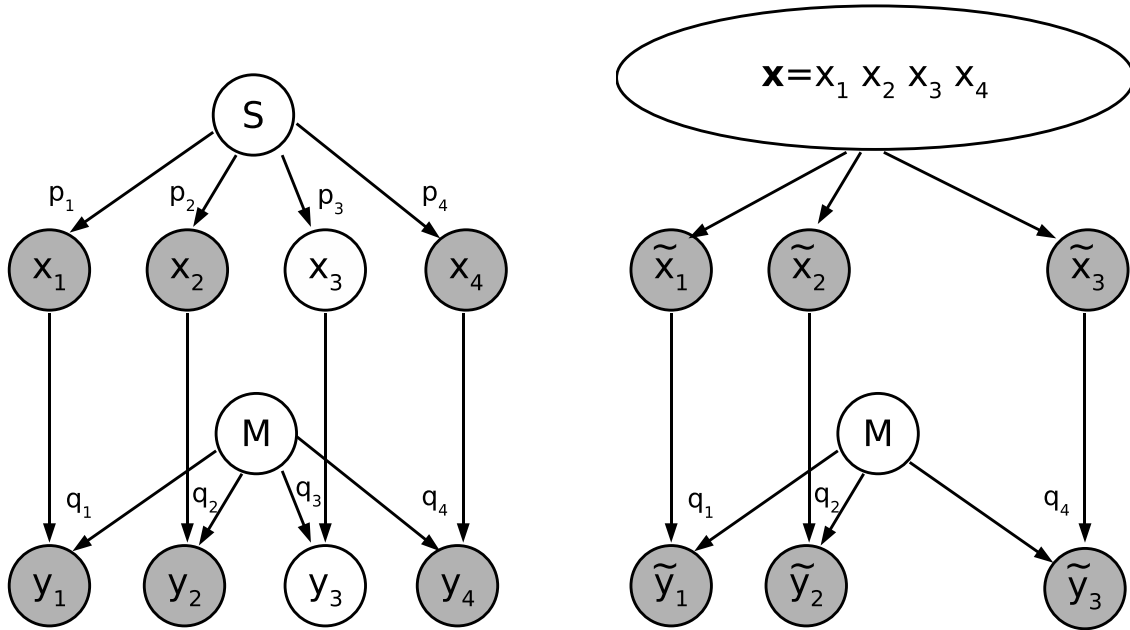 S
p₁ p₂ p₃ p₄
x₁ x₂ x₃ x₄
M
q₁ q₂ q₃ q₄
y₁ y₂ y₃ y₄
x=x₁ x₂ x₃ x₄
x̃₁ x̃₂ x̃₃
M
q₁ q₂ q₄
ỹ₁ ỹ₂ ỹ₃